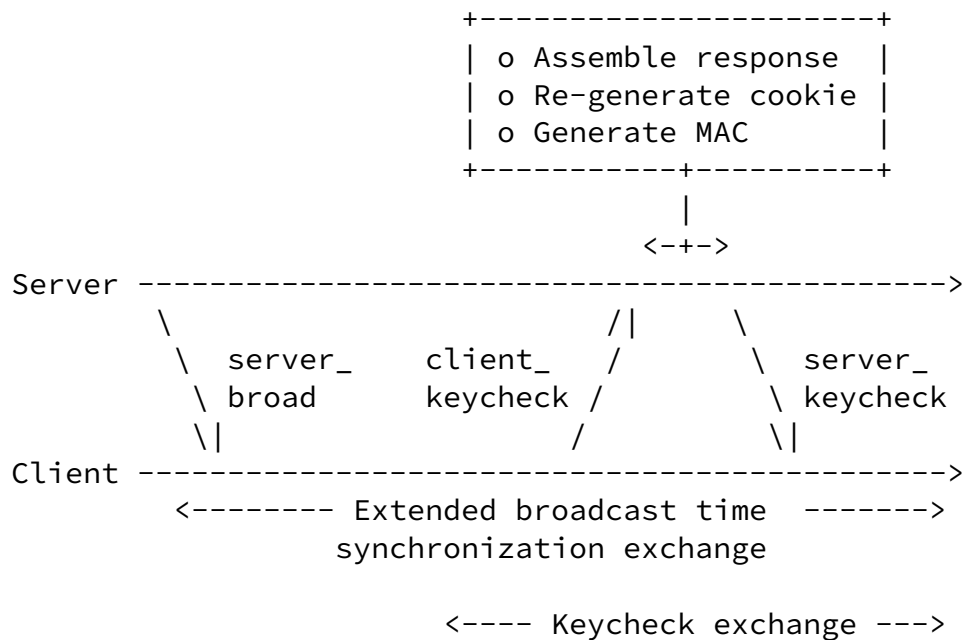 o Assemble response
o Re-generate cookie
o Generate MAC
Server
server_ client_ server_
broad keycheck keycheck
Client
Extended broadcast time
synchronization exchange
Keycheck exchange